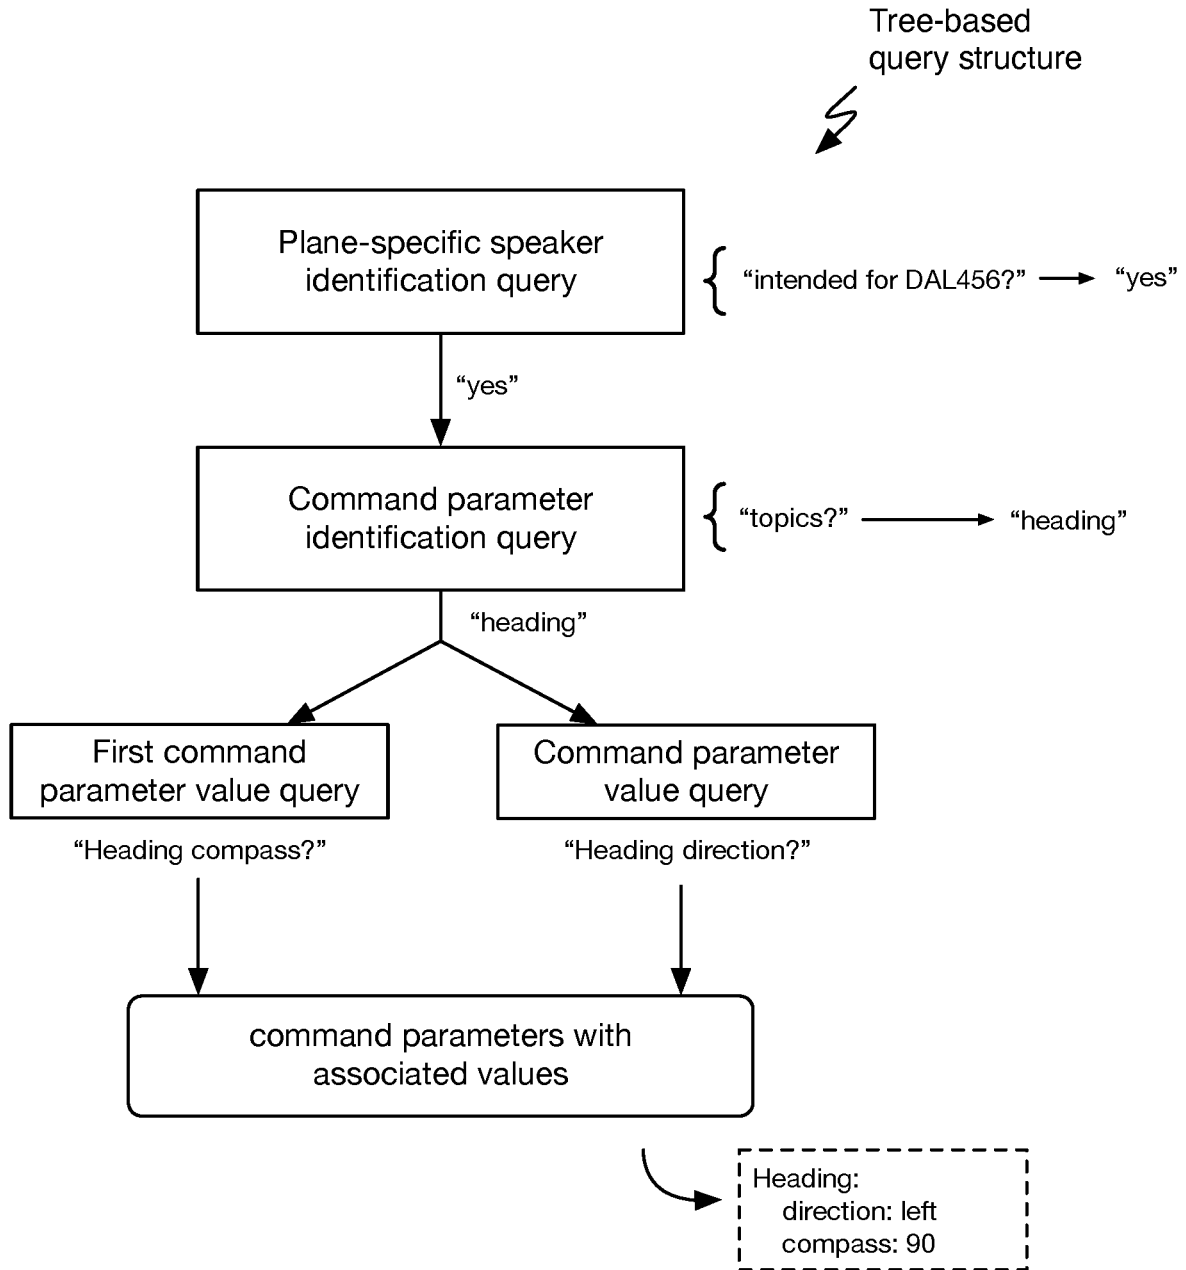 Tree-based
query structure
Plane-specific speaker
identification query
“intended for DAL456?”
“yes”
“yes”
Command parameter
identification query
“topics?”
“heading”
“heading”
First command
parameter value query
Command parameter
value query
“Heading compass?”
“Heading direction?”
command parameters with
associated values
Heading:
direction: left
compass: 90